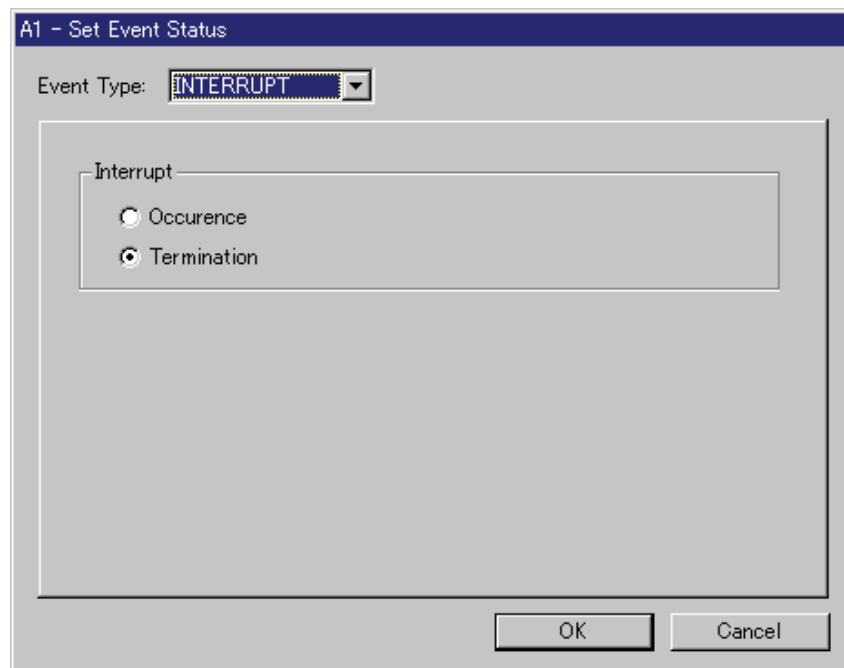 A1 - Set Event Status
Event Type: INTERRUPT
Interrupt
Occurence
Termination
OK Cancel